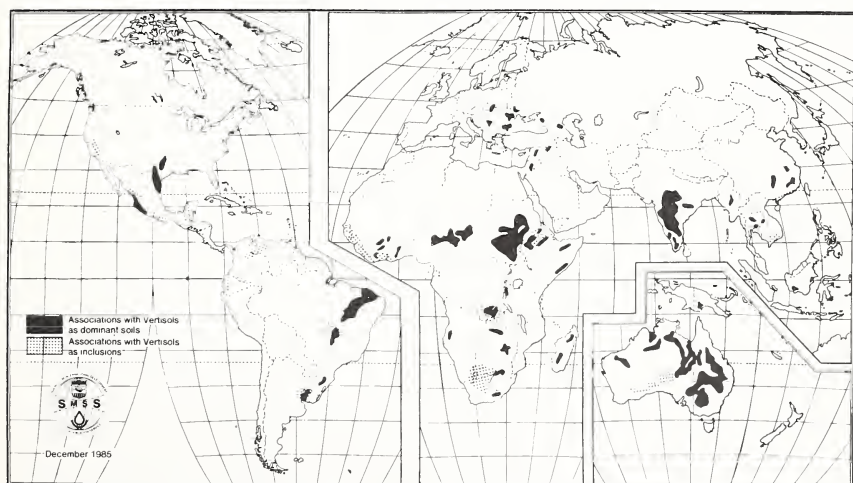 Associations with Vertisols
as dominant soils
Associations with Vertisols
as inclusions
SMSS
December 1985